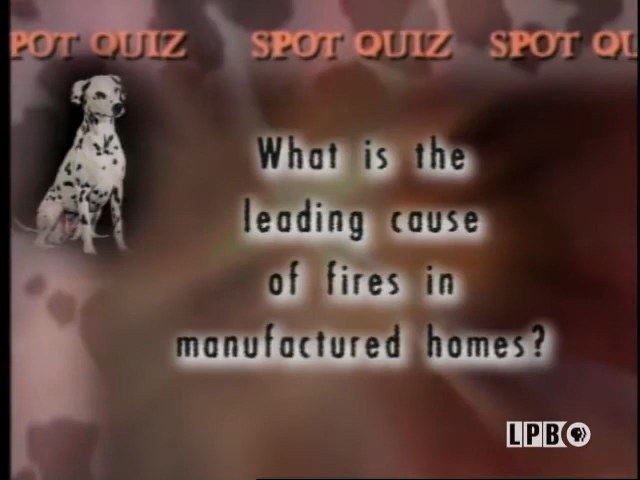 POT QUIZ SPOT QUIZ SPOT QU
What is the
leading cause
of fires in
manufactured homes?
LPB